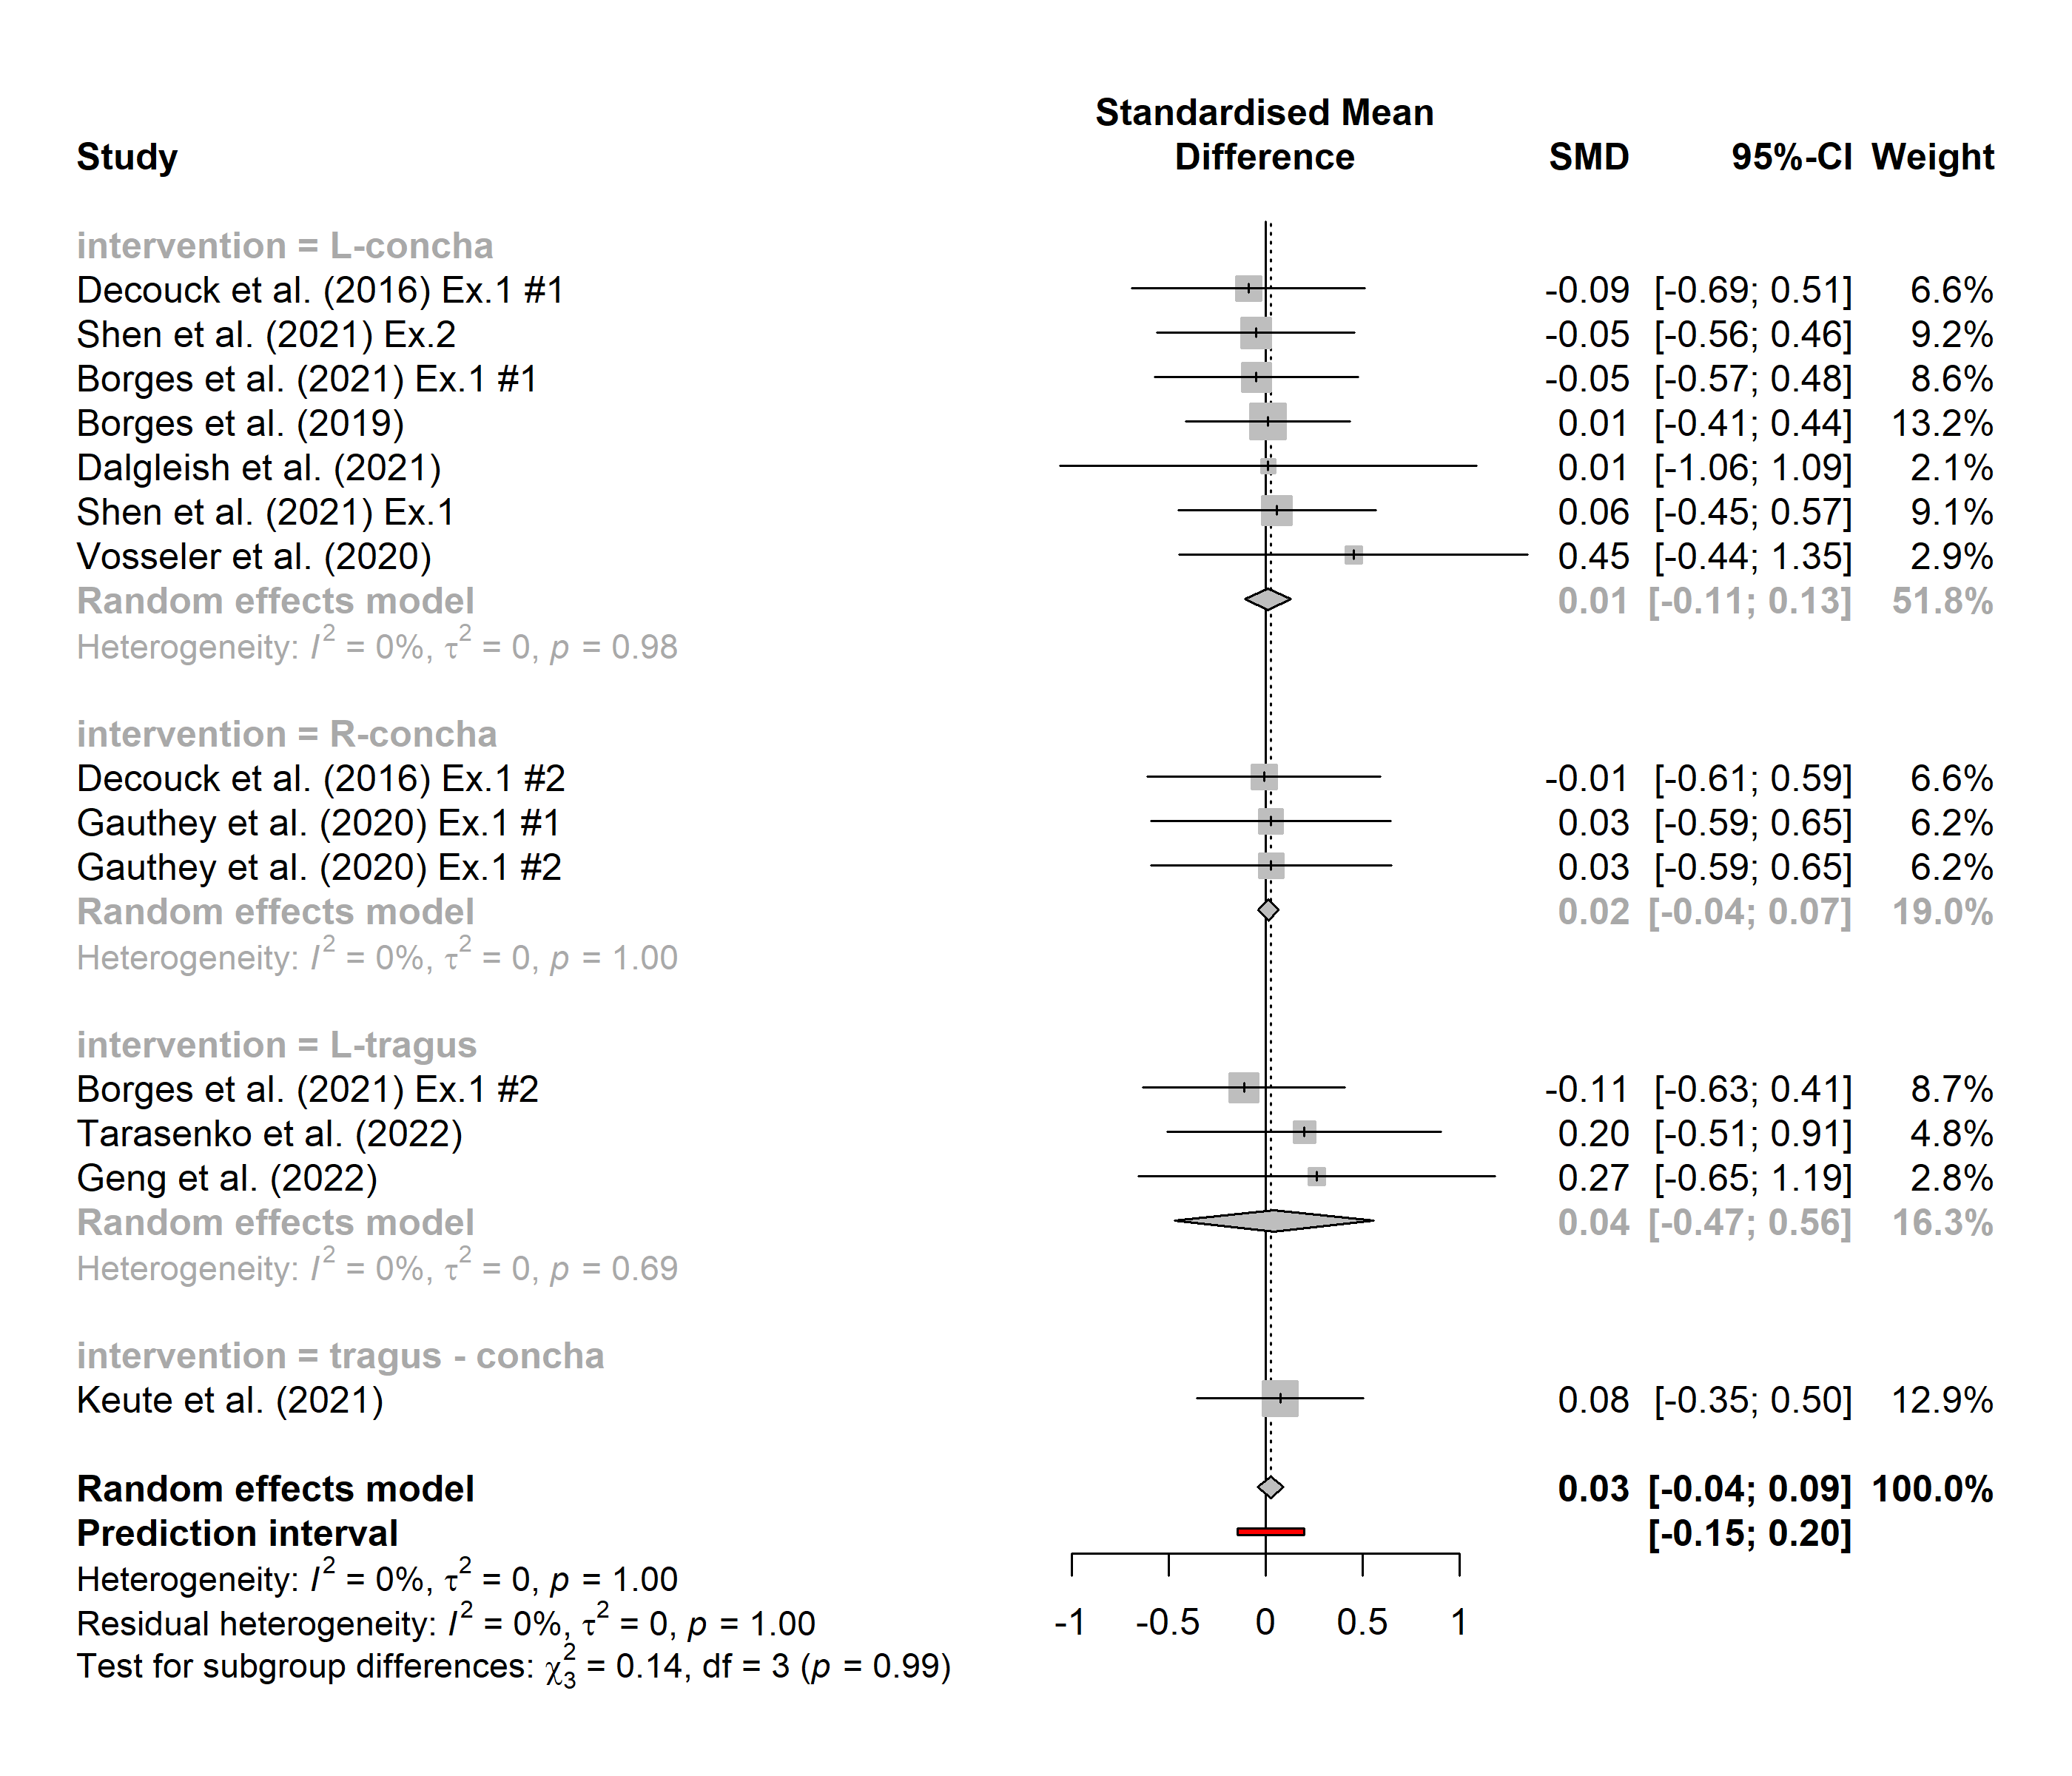 Standardised Mean
Study Difference SMD 95%-CI Weight
intervention = L-concha
Decouck et al. (2016) Ex.1 #1 -0.09 [-0.69; 0.51] 6.6%
Shen et al. (2021) Ex.2 -0.05 [-0.56; 0.46] 9.2%
Borges et al. (2021) Ex.1 #1 -0.05 [-0.57; 0.48] 8.6%
Borges et al. (2019) 0.01 [-0.41; 0.44] 13.2%
Dalgleish et al. (2021) 0.01 [-1.06; 1.09] 2.1%
Shen et al. (2021) Ex.1 0.06 [-0.45; 0.57] 9.1%
Vosseler et al. (2020) 0.45 [-0.44; 1.35] 2.9%
Random effects model 0.01 [-0.11; 0.13] 51.8%
Heterogeneity: I² = 0%, τ² = 0, p = 0.98
intervention = R-concha
Decouck et al. (2016) Ex.1 #2 -0.01 [-0.61; 0.59] 6.6%
Gauthey et al. (2020) Ex.1 #1 0.03 [-0.59; 0.65] 6.2%
Gauthey et al. (2020) Ex.1 #2 0.03 [-0.59; 0.65] 6.2%
Random effects model 0.02 [-0.04; 0.07] 19.0%
Heterogeneity: I² = 0%, τ² = 0, p = 1.00
intervention = L-tragus
Borges et al. (2021) Ex.1 #2 -0.11 [-0.63; 0.41] 8.7%
Tarasenko et al. (2022) 0.20 [-0.51; 0.91] 4.8%
Geng et al. (2022) 0.27 [-0.65; 1.19] 2.8%
Random effects model 0.04 [-0.47; 0.56] 16.3%
Heterogeneity: I² = 0%, τ² = 0, p = 0.69
intervention = tragus - concha
Keute et al. (2021) 0.08 [-0.35; 0.50] 12.9%
Random effects model 0.03 [-0.04; 0.09] 100.0%
Prediction interval [-0.15; 0.20]
Heterogeneity: I² = 0%, τ² = 0, p = 1.00
Residual heterogeneity: I² = 0%, τ² = 0, p = 1.00
-1 -0.5 0 0.5 1
Test for subgroup differences: χ²₃ = 0.14, df = 3 (p = 0.99)